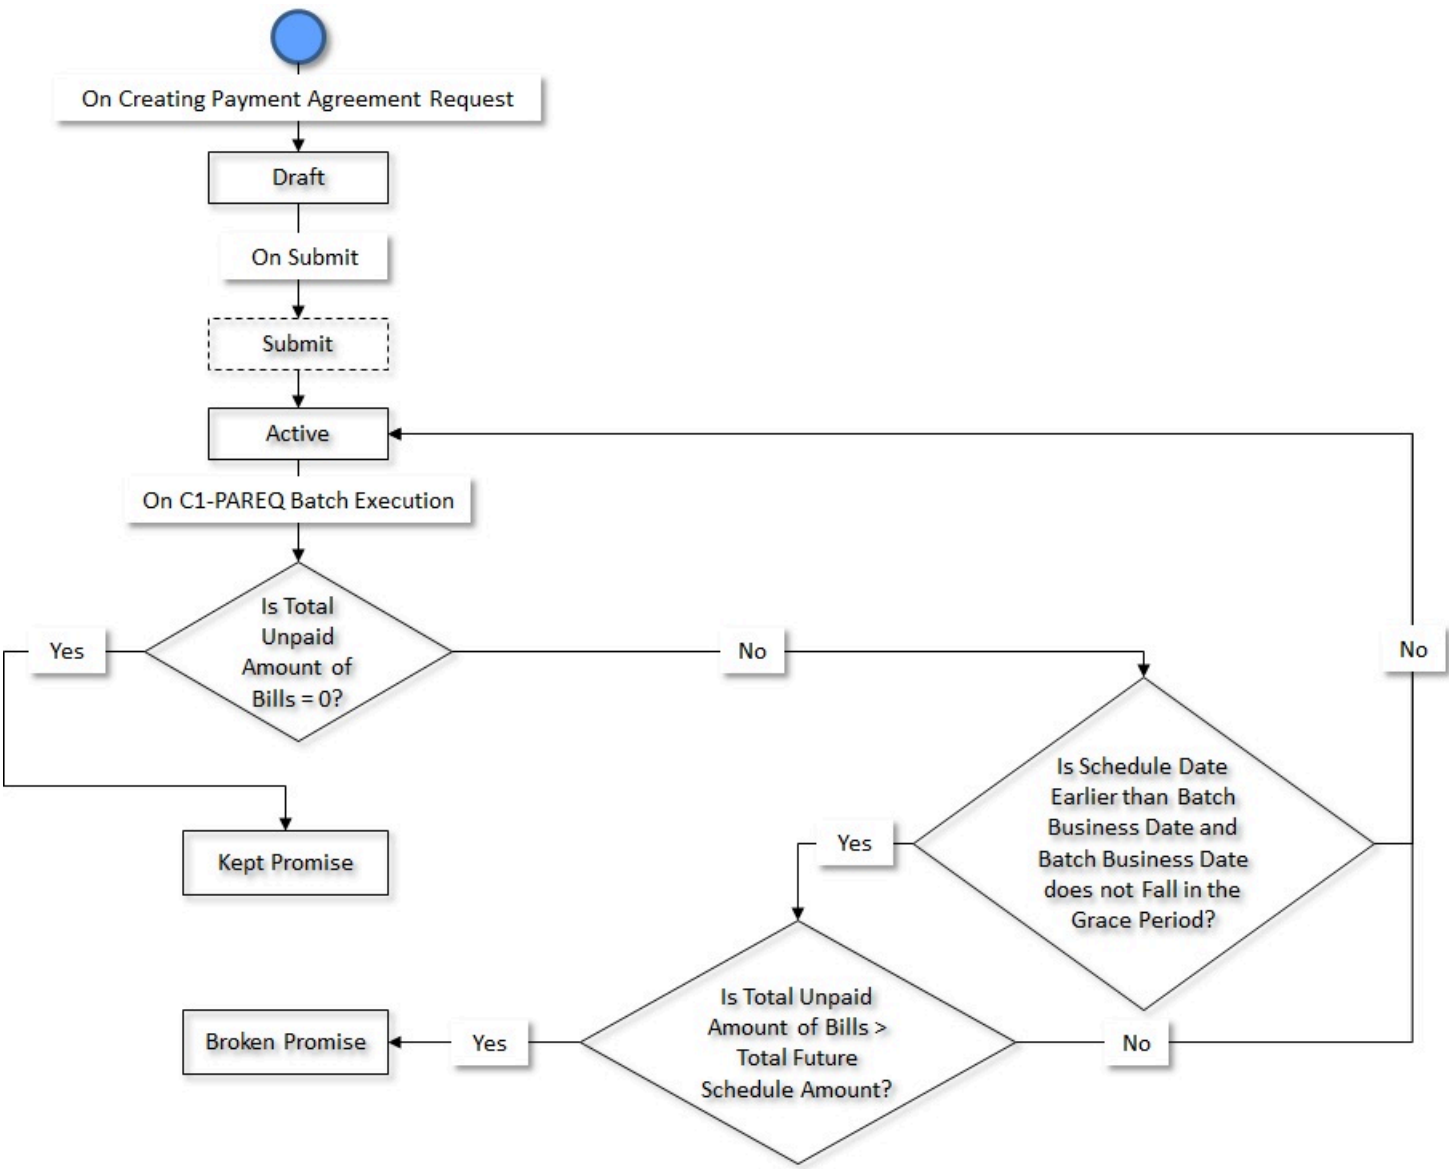 On Creating Payment Agreement Request
Draft
On Submit
Submit
Active
On C1-PAREQ Batch Execution
Is Total
Unpaid
Amount of
Bills = 0?
Yes
No
No
Kept Promise
Is Schedule Date
Earlier than Batch
Business Date and
Batch Business Date
does not Fall in the
Grace Period?
Yes
Is Total Unpaid
Amount of Bills >
Total Future
Schedule Amount?
Broken Promise
Yes
No